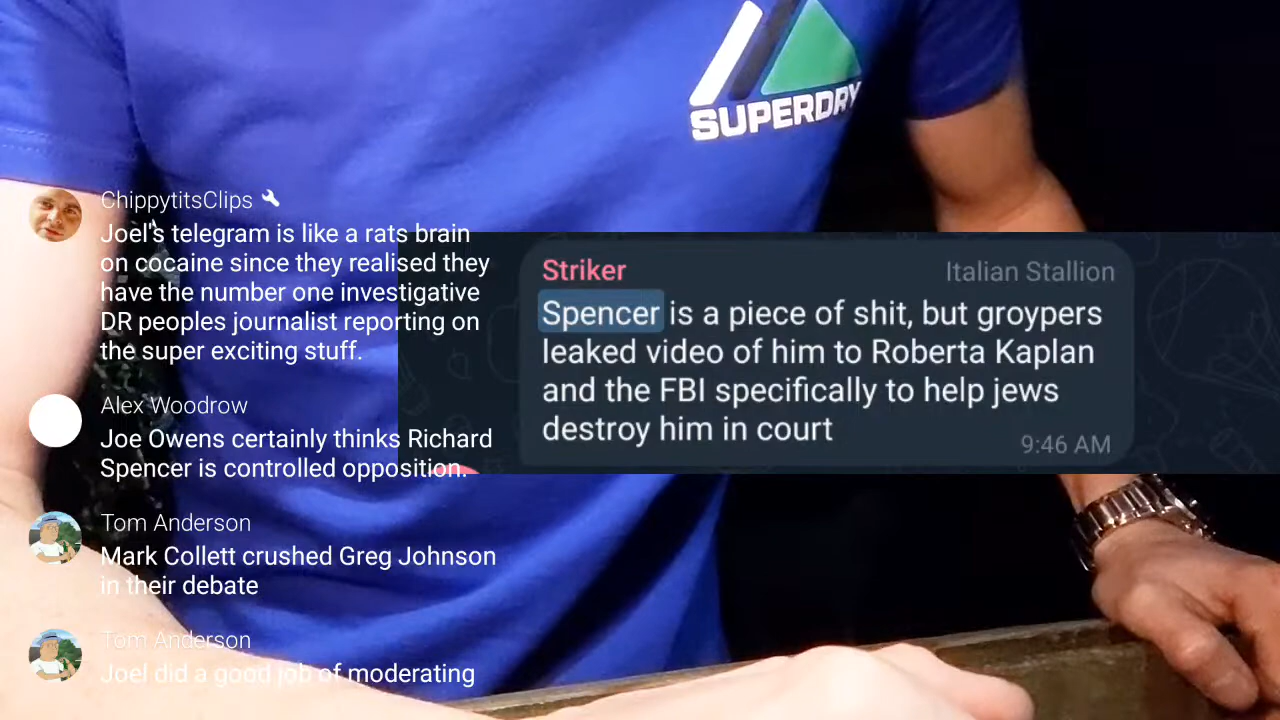 SUPERDRY
ChippytitsClips
Joel's telegram is like a rats brain
on cocaine since they realised they
have the number one investigative
DR peoples journalist reporting on
the super exciting stuff.
Alex Woodrow
Joe Owens certainly thinks Richard
Spencer is controlled opposition.
Tom Anderson
Mark Collett crushed Greg Johnson
in their debate
Tom Anderson
Joel did a good job of moderating
Striker
Italian Stallion
Spencer is a piece of shit, but groypers
leaked video of him to Roberta Kaplan
and the FBI specifically to help jews
destroy him in court
9:46 AM